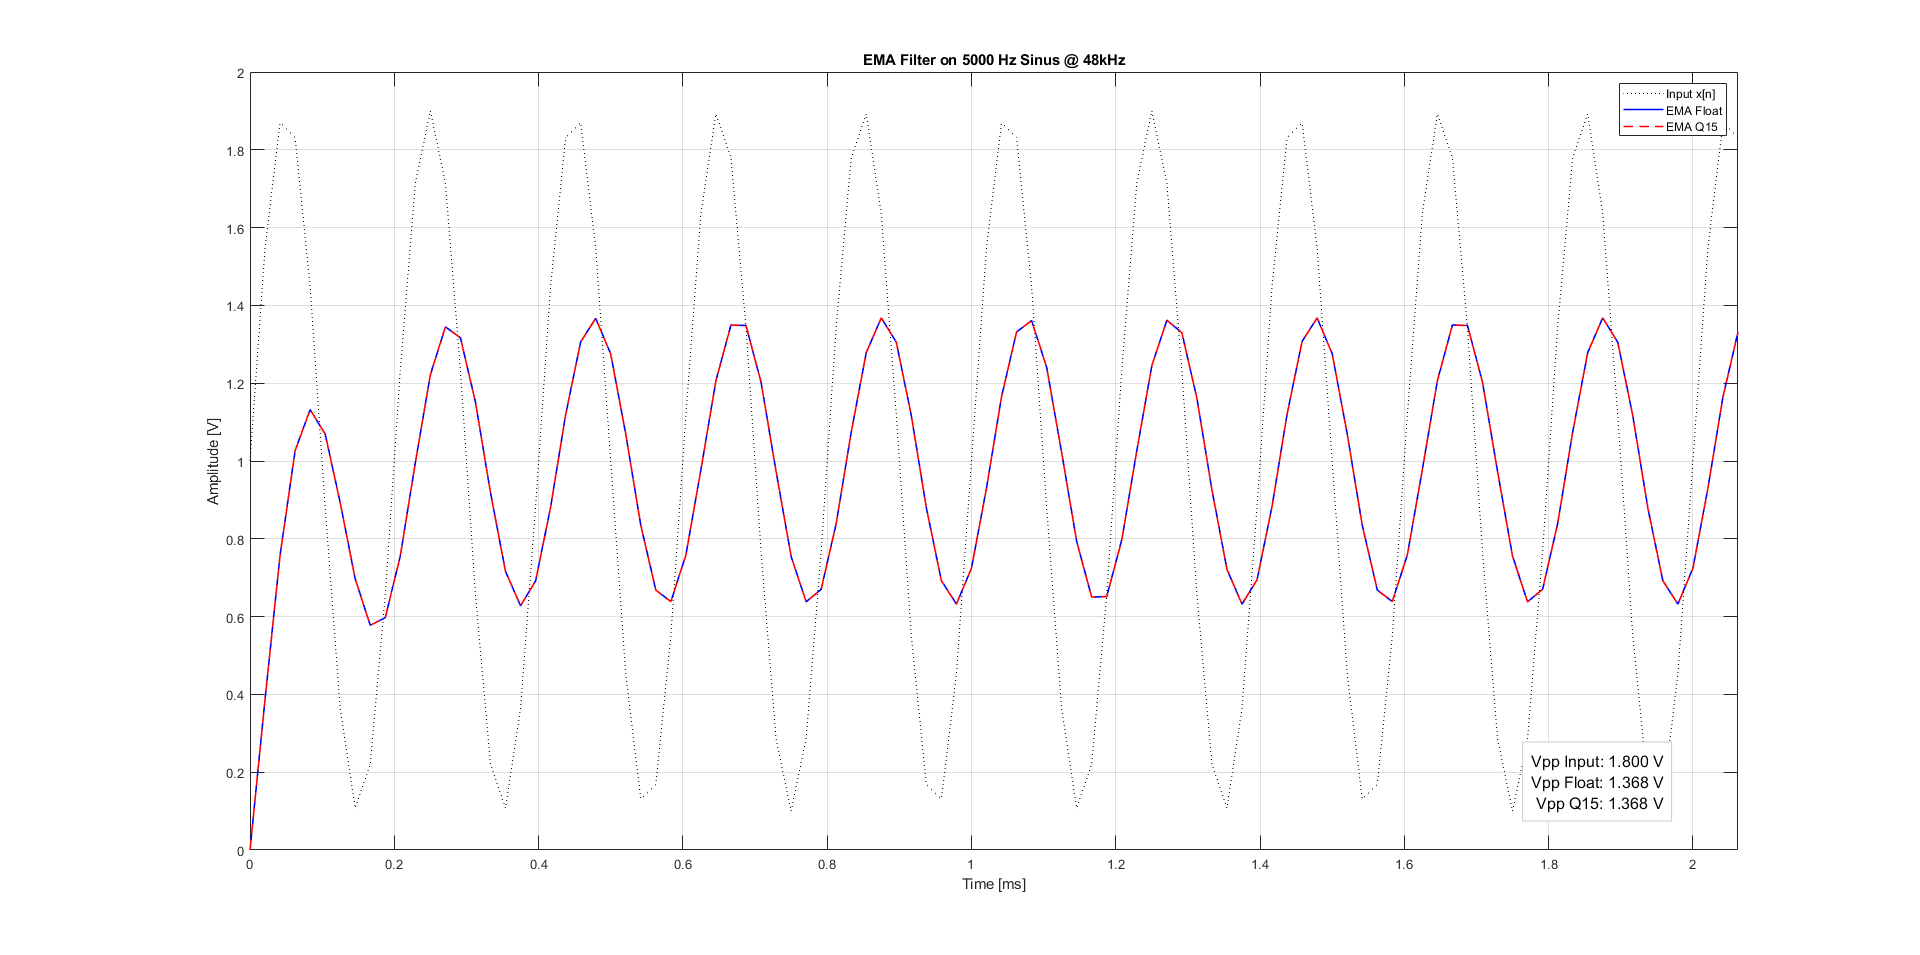 EMA Filter on 5000 Hz Sinus @ 48kHz
Input x[n]
EMA Float
EMA Q15
Amplitude [V]
2
1.8
1.6
1.4
1.2
1
0.8
0.6
0.4
0.2
0
Vpp Input: 1.800 V
Vpp Float: 1.368 V
Vpp Q15: 1.368 V
0 0.2 0.4 0.6 0.8 1 1.2 1.4 1.6 1.8 2
Time [ms]